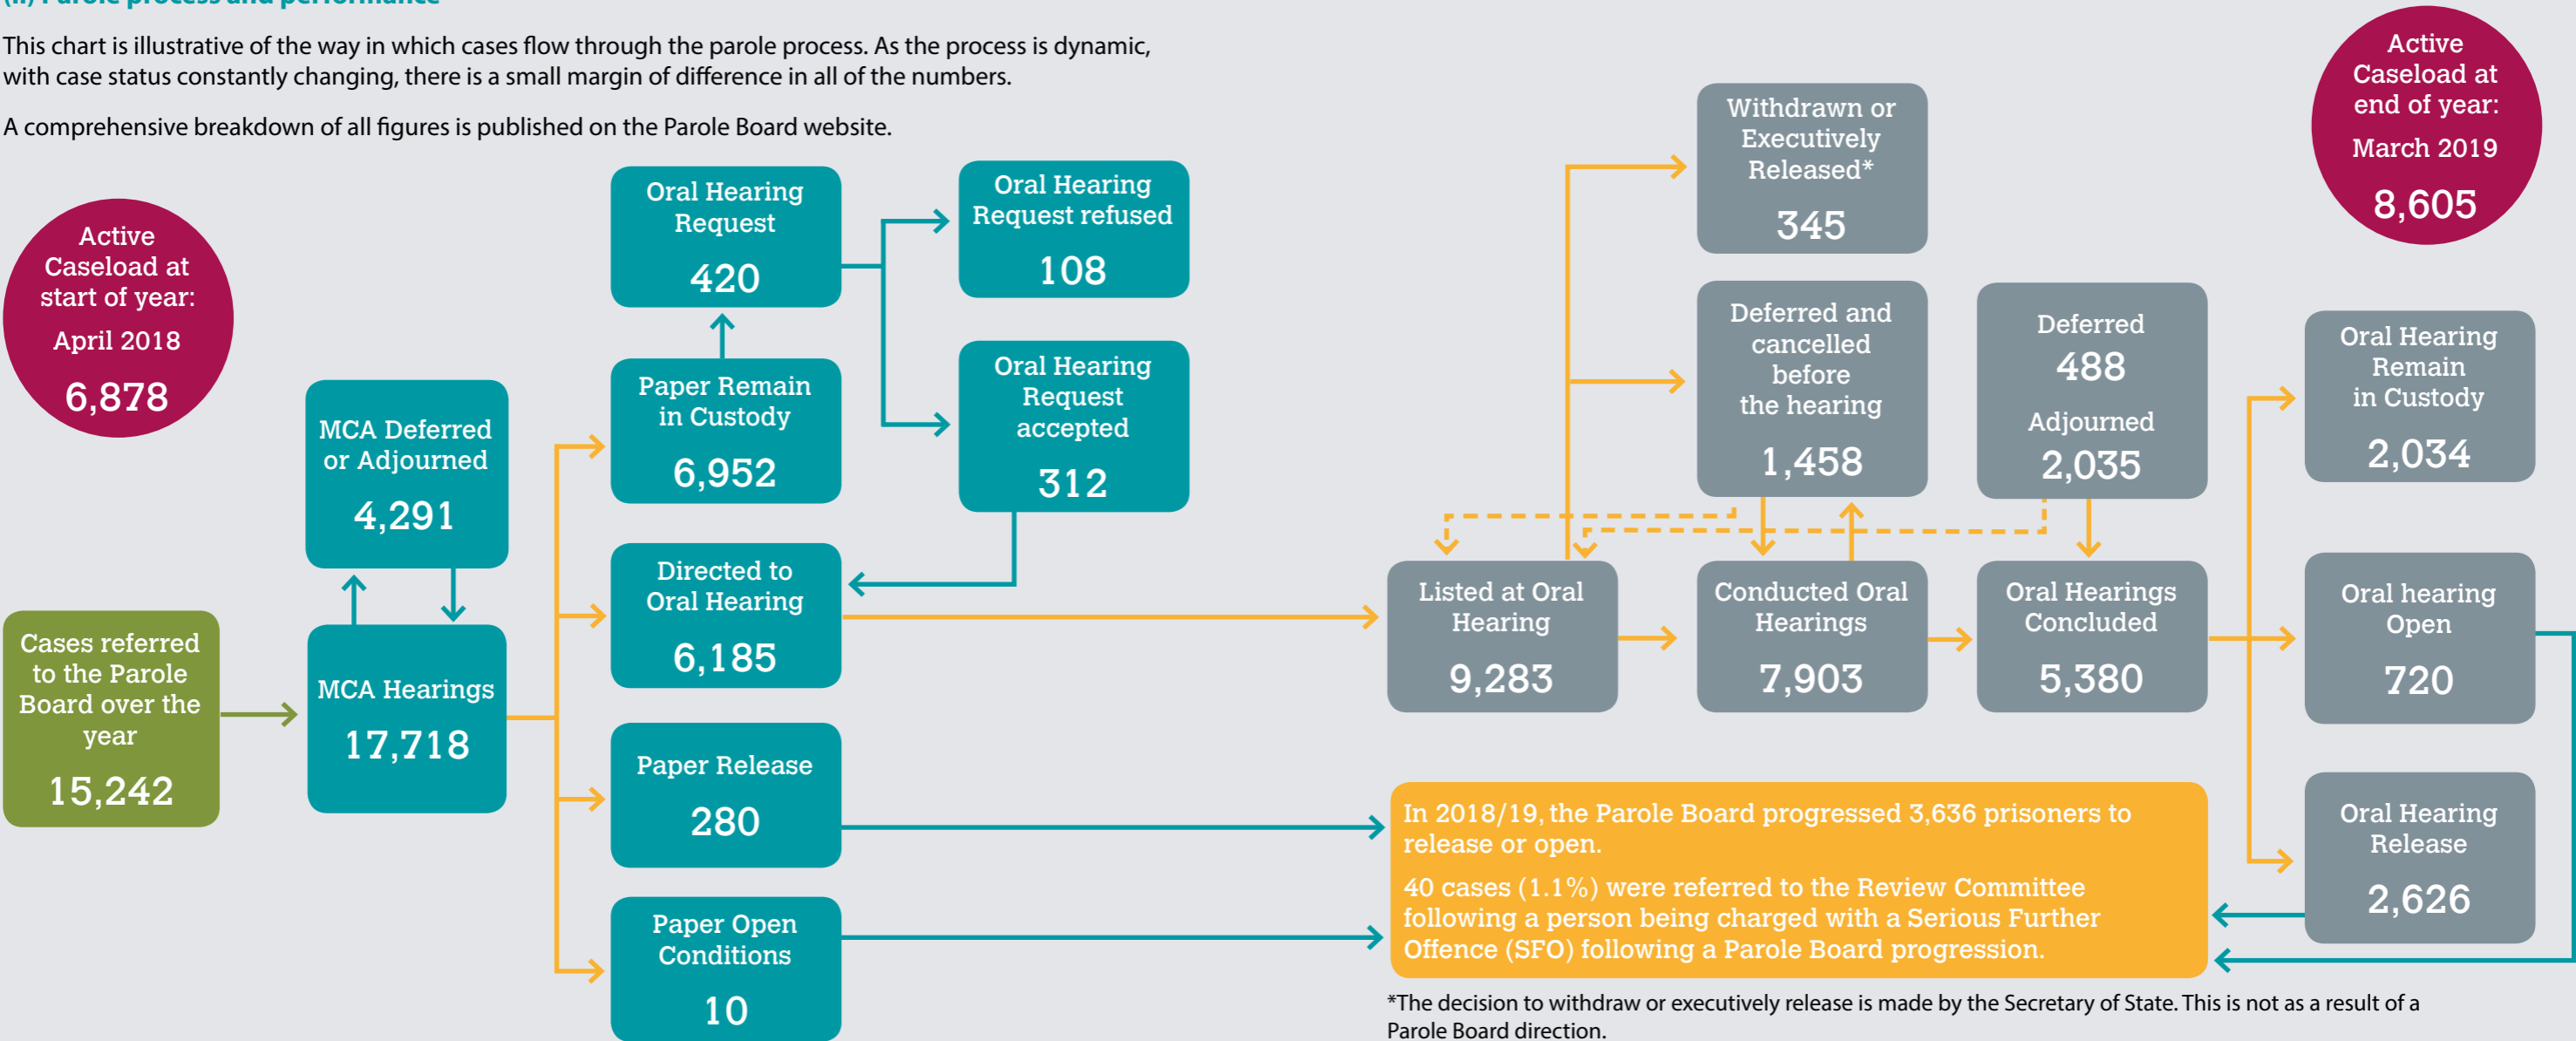 (ii) Parole process and performance
This chart is illustrative of the way in which cases flow through the parole process. As the process is dynamic,
with case status constantly changing, there is a small margin of difference in all of the numbers.
A comprehensive breakdown of all figures is published on the Parole Board website.
Active
Caseload at
start of year:
April 2018
6,878
Cases referred
to the Parole
Board over the
year
15,242
MCA Deferred
or Adjourned
4,291
MCA Hearings
17,718
Oral Hearing
Request
420
Paper Remain
in Custody
6,952
Directed to
Oral Hearing
6,185
Paper Release
280
Paper Open
Conditions
10
Oral Hearing
Request refused
108
Oral Hearing
Request
accepted
312
Withdrawn or
Executively
Released*
345
Deferred and
cancelled
before
the hearing
1,458
Deferred
488
Adjourned
2,035
Listed at Oral
Hearing
9,283
Conducted Oral
Hearings
7,903
Oral Hearings
Concluded
5,380
Active
Caseload at
end of year:
March 2019
8,605
Oral Hearing
Remain
in Custody
2,034
Oral hearing
Open
720
Oral Hearing
Release
2,626
In 2018/19, the Parole Board progressed 3,636 prisoners to
release or open.
40 cases (1.1%) were referred to the Review Committee
following a person being charged with a Serious Further
Offence (SFO) following a Parole Board progression.
*The decision to withdraw or executively release is made by the Secretary of State. This is not as a result of a
Parole Board direction.